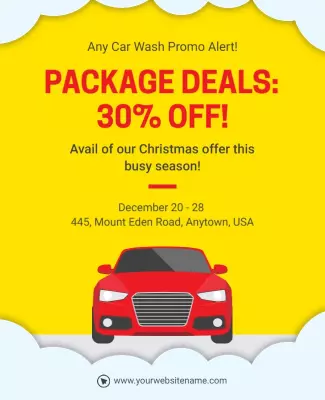 Any Car Wash Promo Alert!
PACKAGE DEALS:
30% OFF!
Avail of our Christmas offer this
busy season!
December 20 - 28
445, Mount Eden Road, Anytown, USA
www.yourwebsitename.com